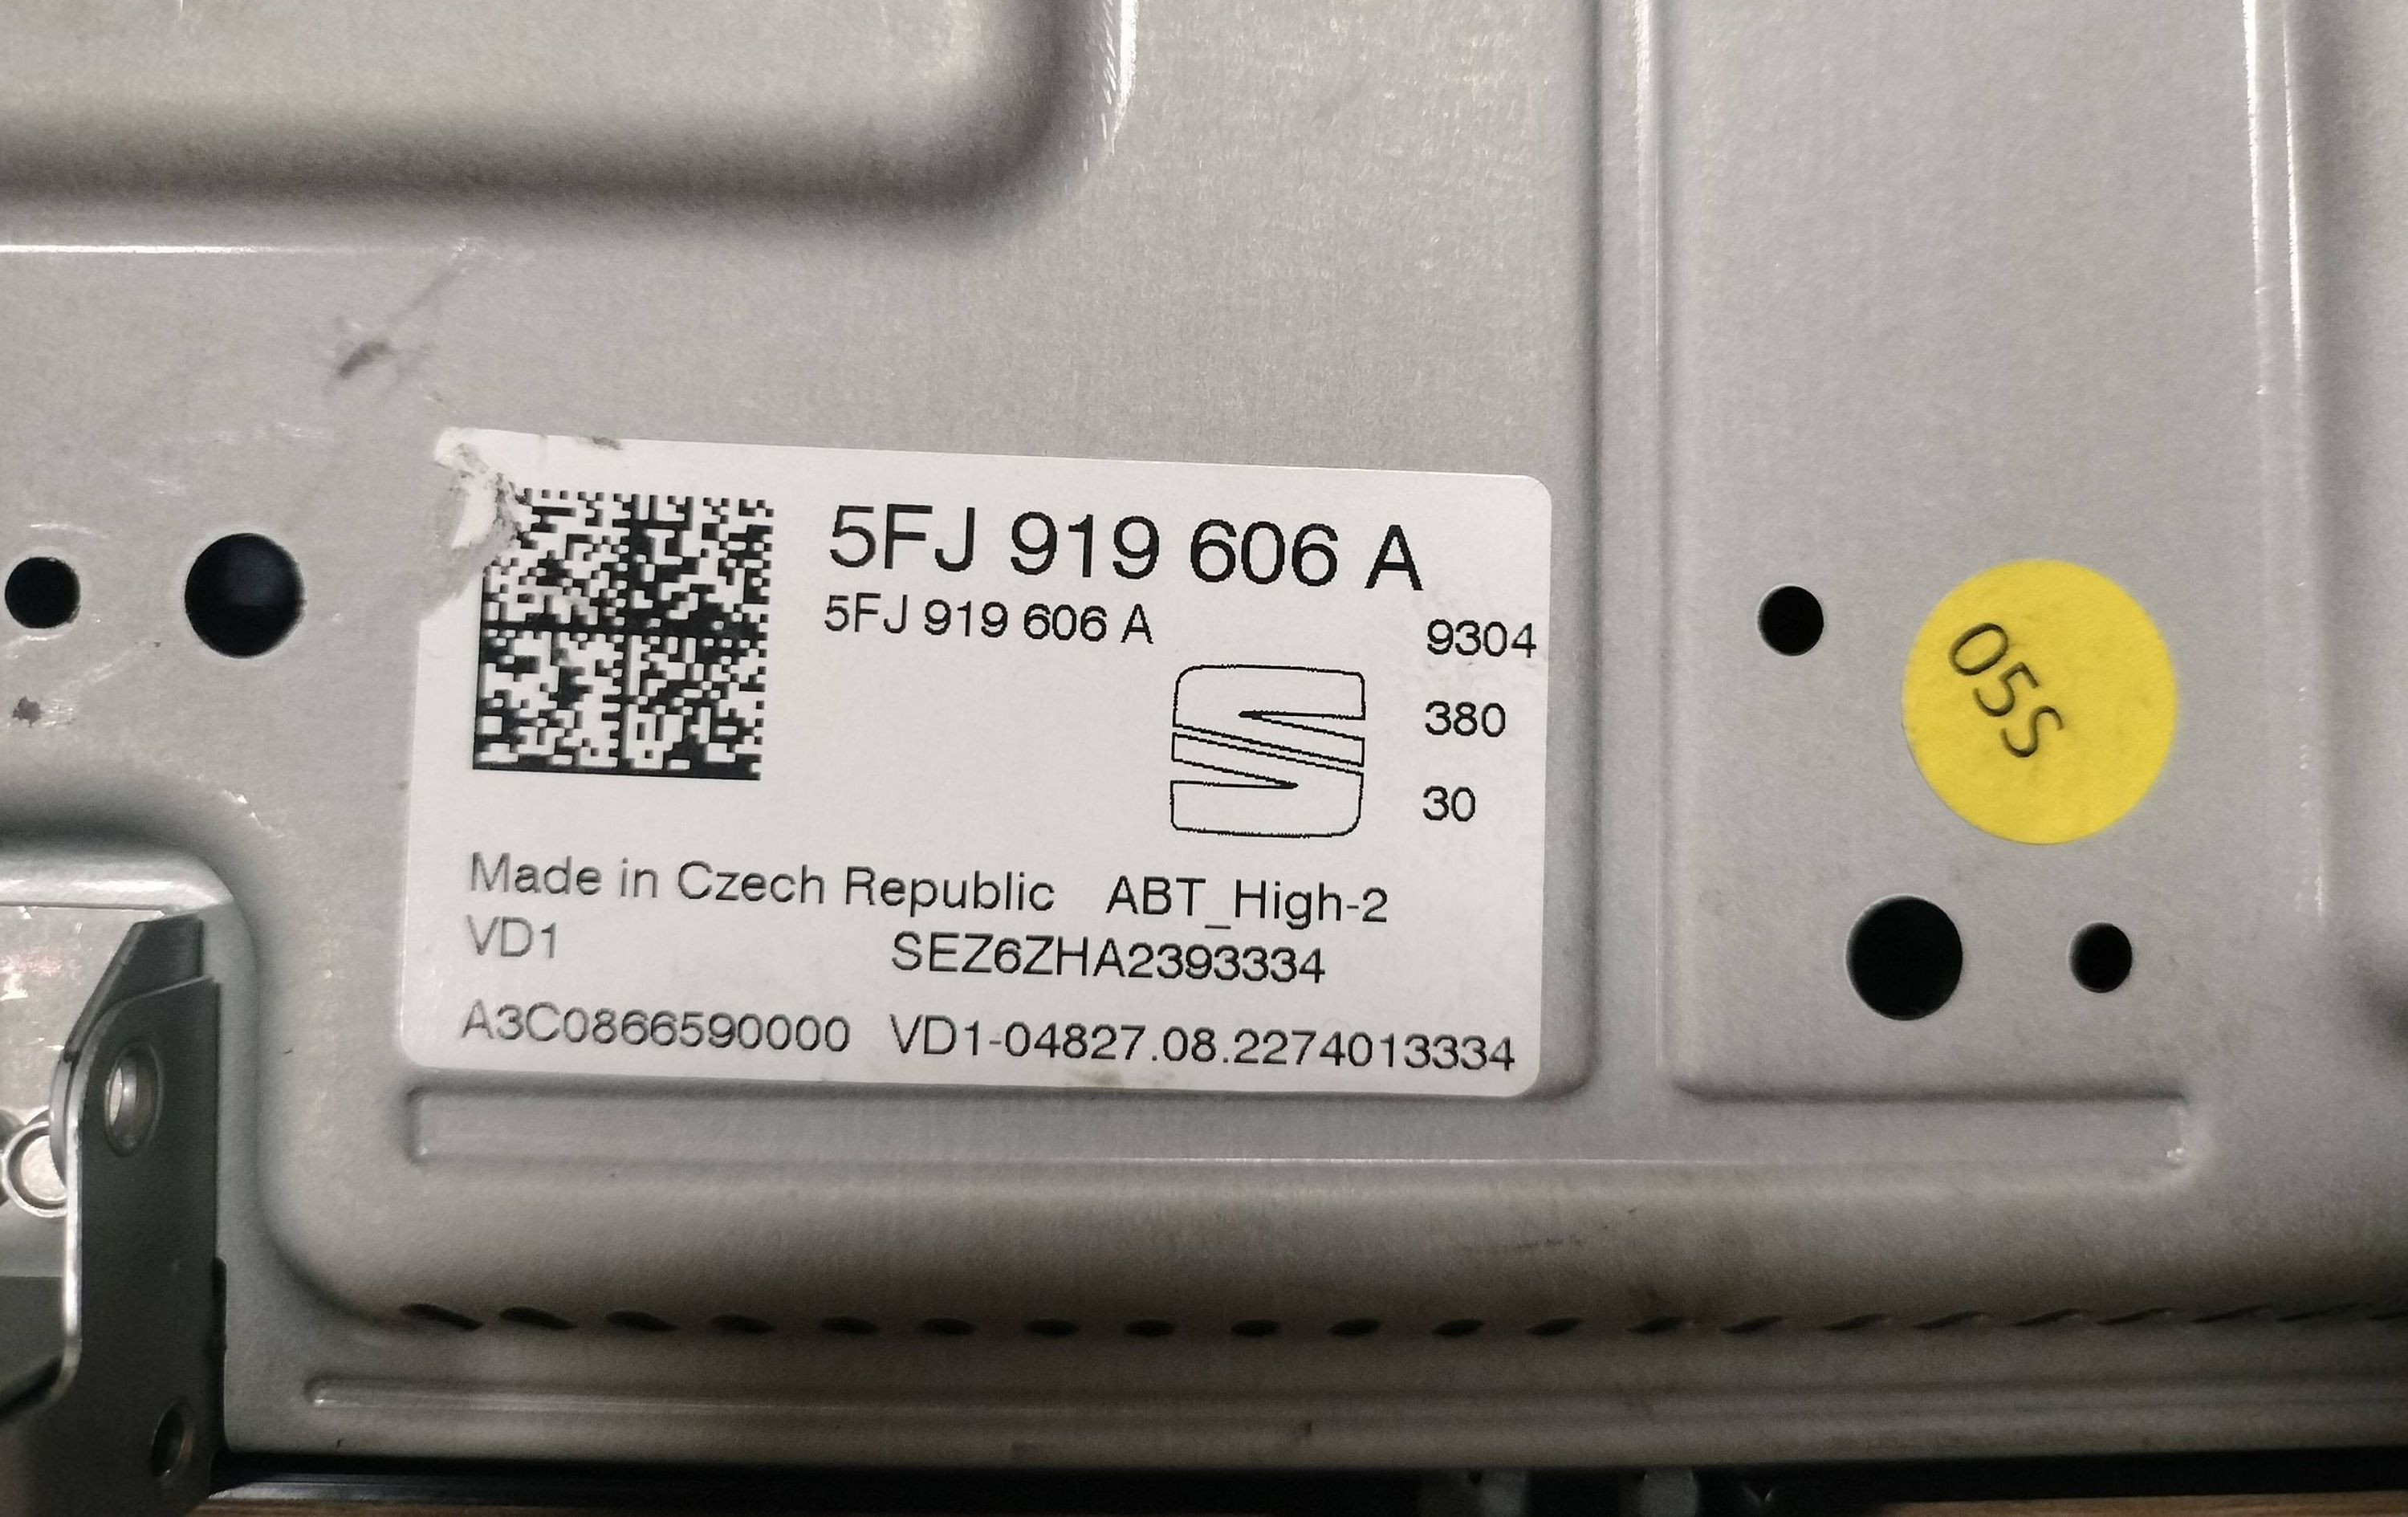 5FJ 919 606 A
5FJ 919 606 A
9304
380
30
Made in Czech Republic ABT_High-2
VD1 SEZ6ZHA2393334
A3C0866590000 VD1-04827.08.2274013334
05S